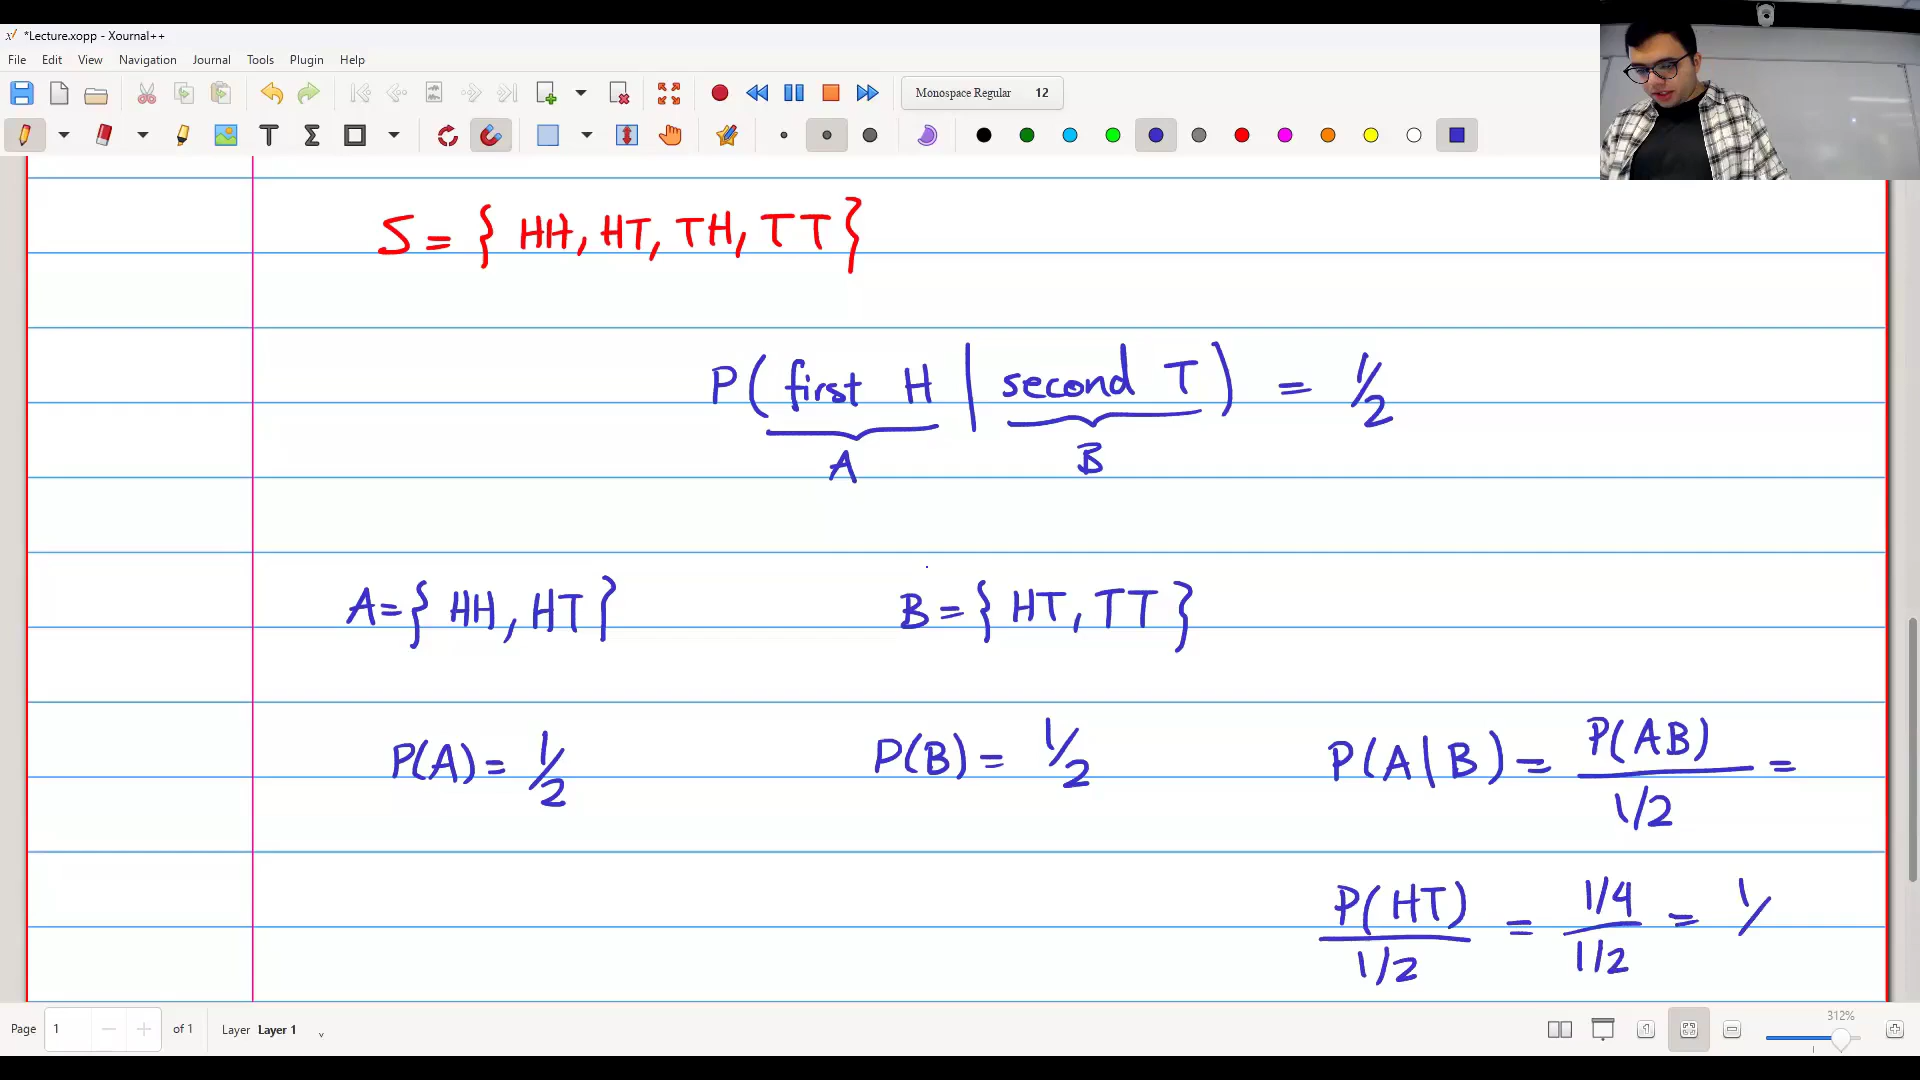 *Lecture.xopp - Xournal++
File Edit View Navigation Journal Tools Plugin Help
Monospace Regular 12
S = { HH, HT, TH, TT }
P( first H | second T ) = 1/2
A B
A = { HH, HT } B = { HT, TT }
P(A) = 1/2 P(B) = 1/2 P(A|B) = P(AB) / 1/2 =
P(HT) / 1/2 = 1/4 / 1/2 = 1/
Page 1 of 1 Layer Layer 1 312%